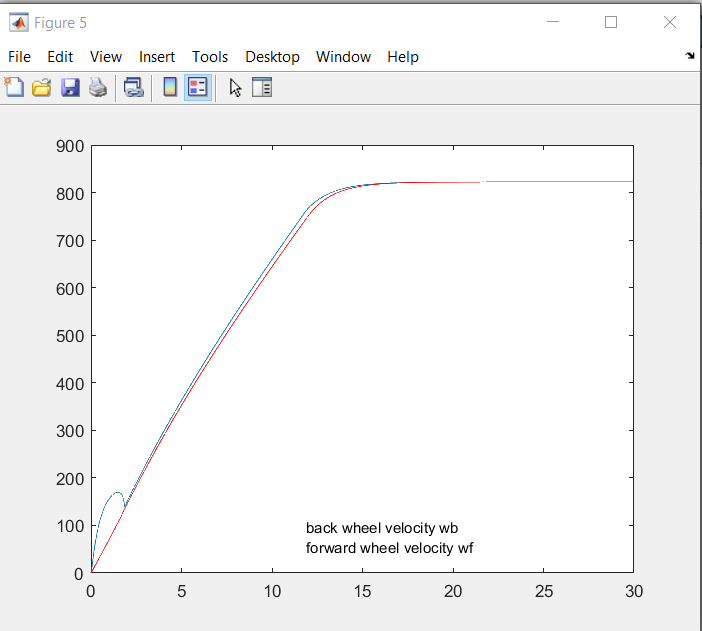 Figure 5
File Edit View Insert Tools Desktop Window Help
900
800
700
600
500
400
300
200
100
0
back wheel velocity wb
forward wheel velocity wf
0 5 10 15 20 25 30